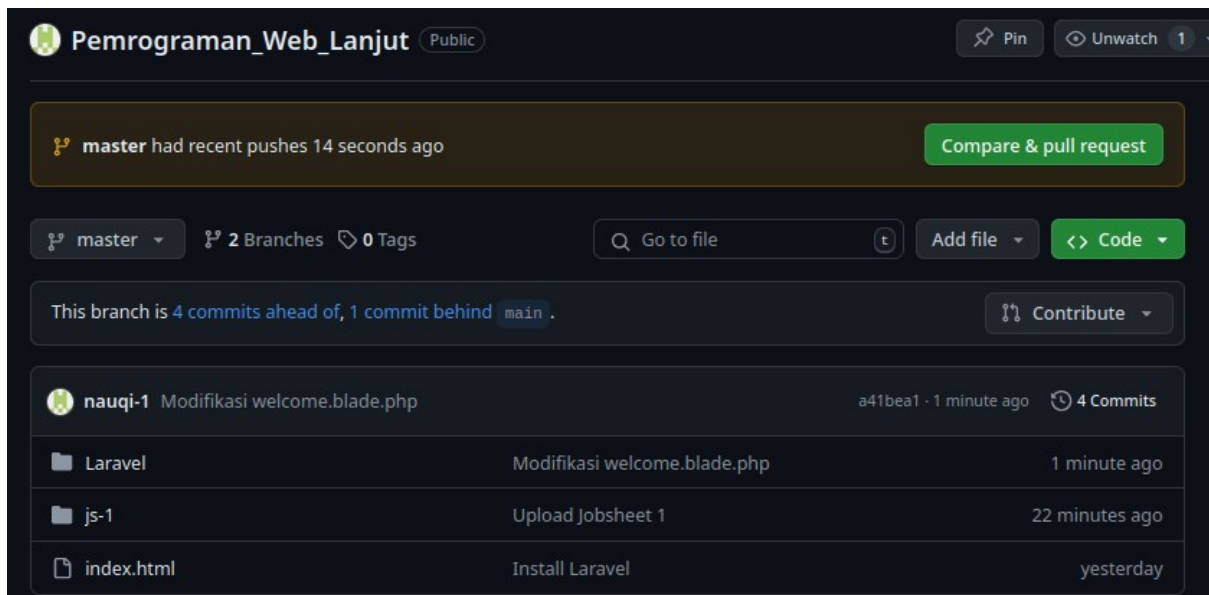 Pemrograman_Web_Lanjut Public Pin Unwatch 1
master had recent pushes 14 seconds ago Compare & pull request
master 2 Branches 0 Tags Go to file t Add file <> Code
This branch is 4 commits ahead of, 1 commit behind main . Contribute
nauqi-1 Modifikasi welcome.blade.php a41bea1 · 1 minute ago 4 Commits
Laravel Modifikasi welcome.blade.php 1 minute ago
js-1 Upload Jobsheet 1 22 minutes ago
index.html Install Laravel yesterday